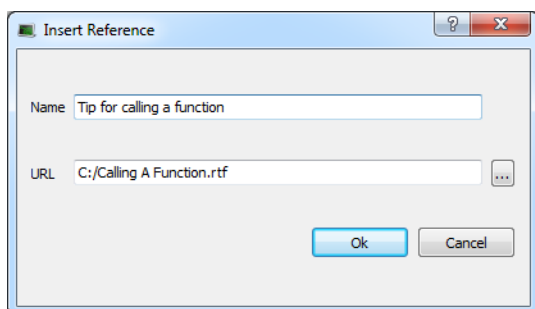 Insert Reference
Name Tip for calling a function
URL C:/Calling A Function.rtf ...
Ok Cancel